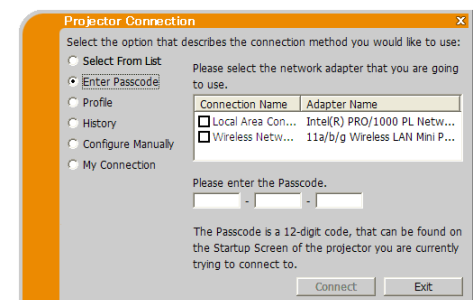 Projector Connection
x
Select the option that describes the connection method you would like to use:
Select From List
Enter Passcode
Profile
History
Configure Manually
My Connection
Please select the network adapter that you are going
to use.
Connection Name Adapter Name
Local Area Con... Intel(R) PRO/1000 PL Netw...
Wireless Netw... 11a/b/g Wireless LAN Mini P...
Please enter the Passcode.
- -
The Passcode is a 12-digit code, that can be found on
the Startup Screen of the projector you are currently
trying to connect to.
Connect Exit